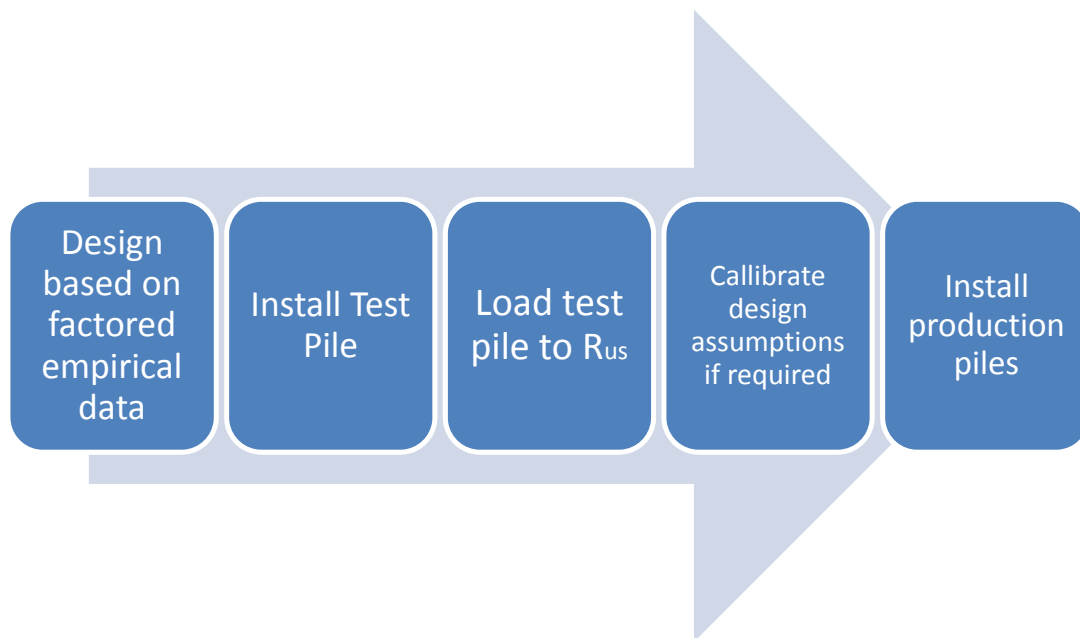 Design
based on
factored
empirical
data
Install Test
Pile
Load test
pile to Rus
Callibrate
design
assumptions
if required
Install
production
piles